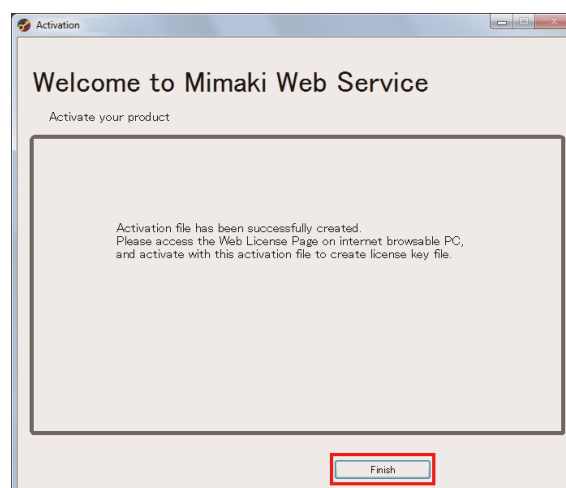 Activation
Welcome to Mimaki Web Service
Activate your product
Activation file has been successfully created.
Please access the Web License Page on internet browsable PC,
and activate with this activation file to create license key file.
Finish